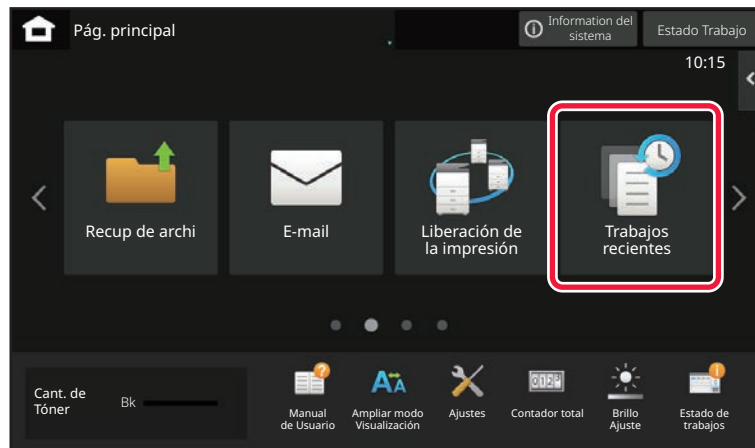 Pág. principal
Information del
sistema
Estado Trabajo
10:15
Recup de archi
E-mail
Liberación de
la impresión
Trabajos
recientes
Cant. de
Tóner
Bk
Manual
de Usuario
Ampliar modo
Visualización
Ajustes
Contador total
Brillo
Ajuste
Estado de
trabajos